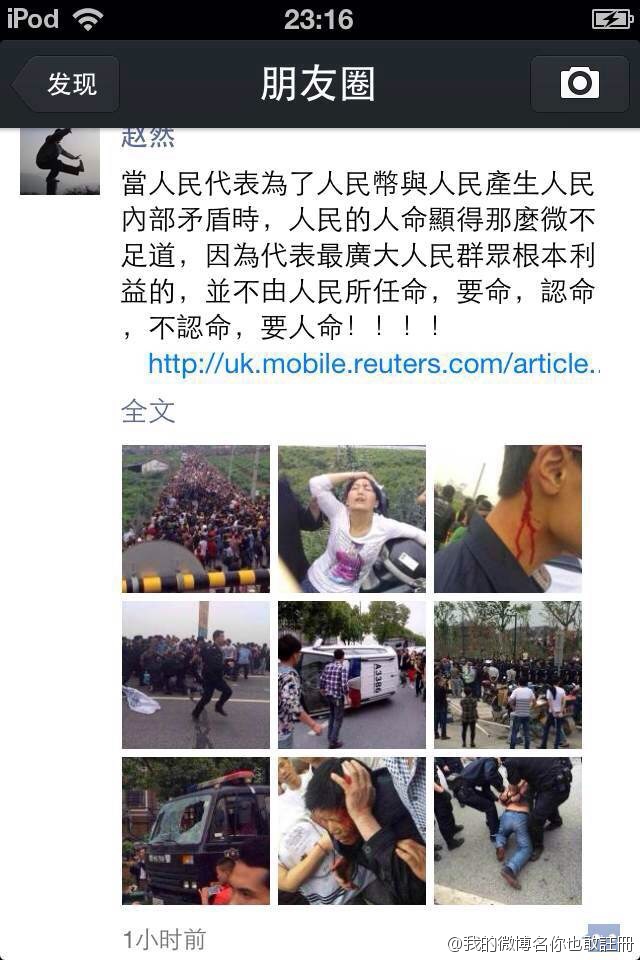 iPod
23:16
发现
朋友圈
赵然
當人民代表為了人民幣與人民產生人民
內部矛盾時，人民的人命顯得那麼微不
足道，因為代表最廣大人民群眾根本利
益的，並不由人民所任命，要命，認命
，不認命，要人命！！！！
http://uk.mobile.reuters.com/article..
全文
A3386
1小时前
@我的微博名你也敢註冊